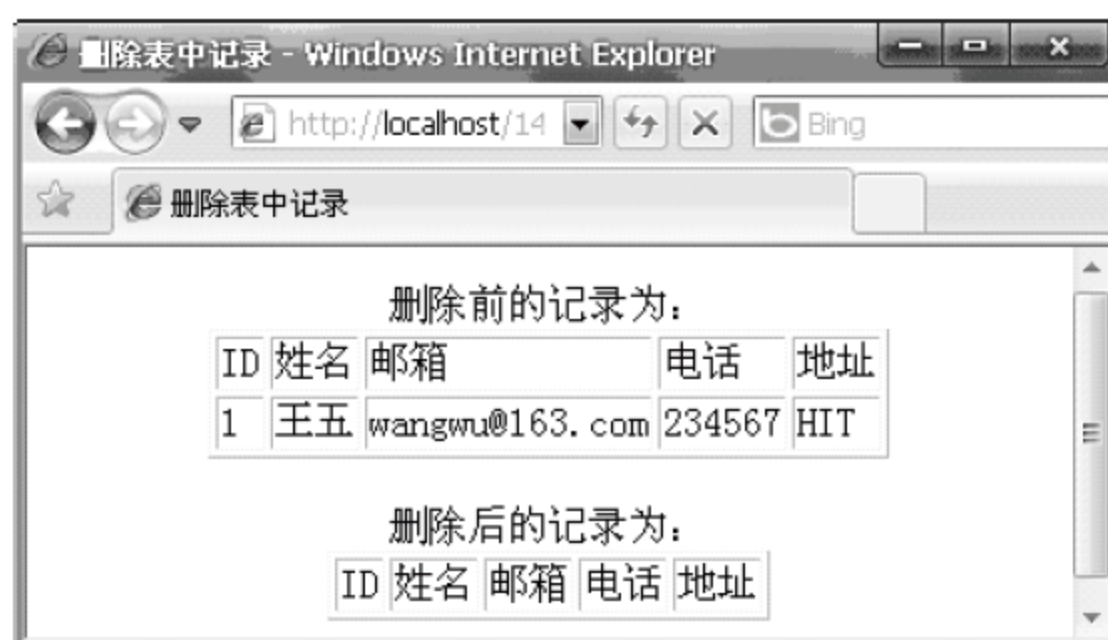 删除表中记录 - Windows Internet Explorer
http://localhost/14
Bing
删除表中记录
删除前的记录为：
ID 姓名 邮箱 电话 地址
1 王五 wangwu@163.com 234567 HIT
删除后的记录为：
ID 姓名 邮箱 电话 地址